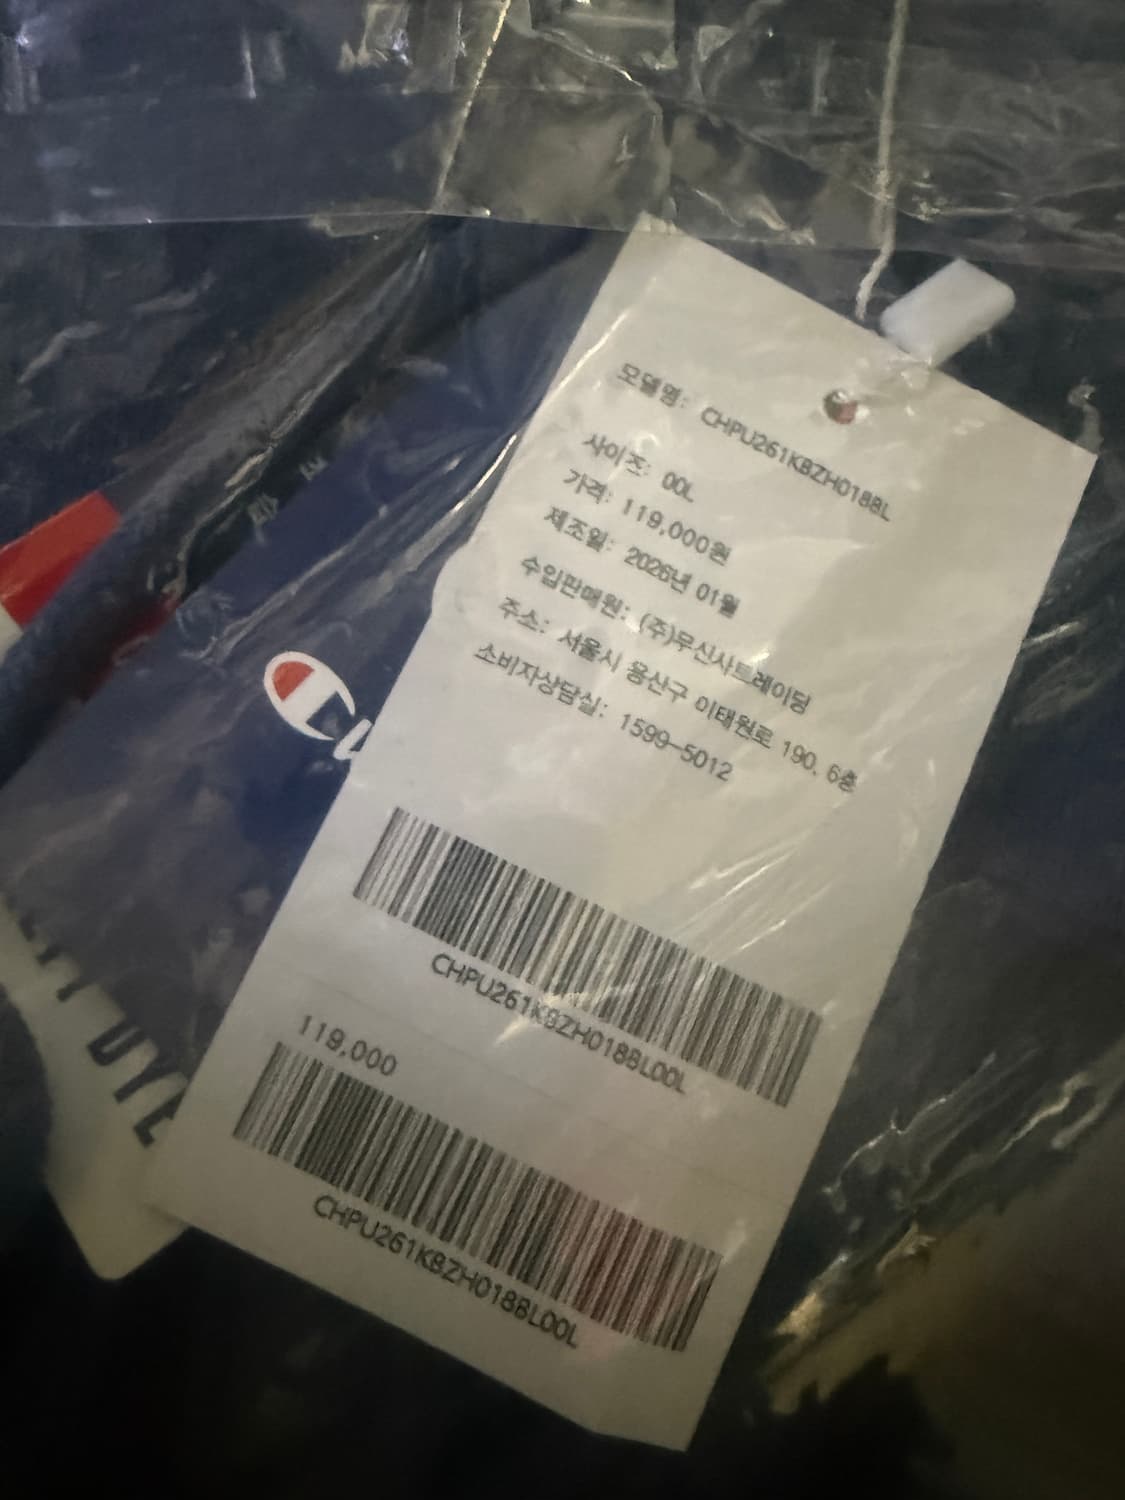 모델명: CHPU261KBZH018BL
사이즈: 00L
가격: 119,000원
제조일: 2026년 01월
수입판매원: (주)무신사트레이딩
주소: 서울시 용산구 이태원로 190, 6층
소비자상담실: 1599-5012
CHPU261KBZH018BL00L
119,000
CHPU261KBZH018BL00L